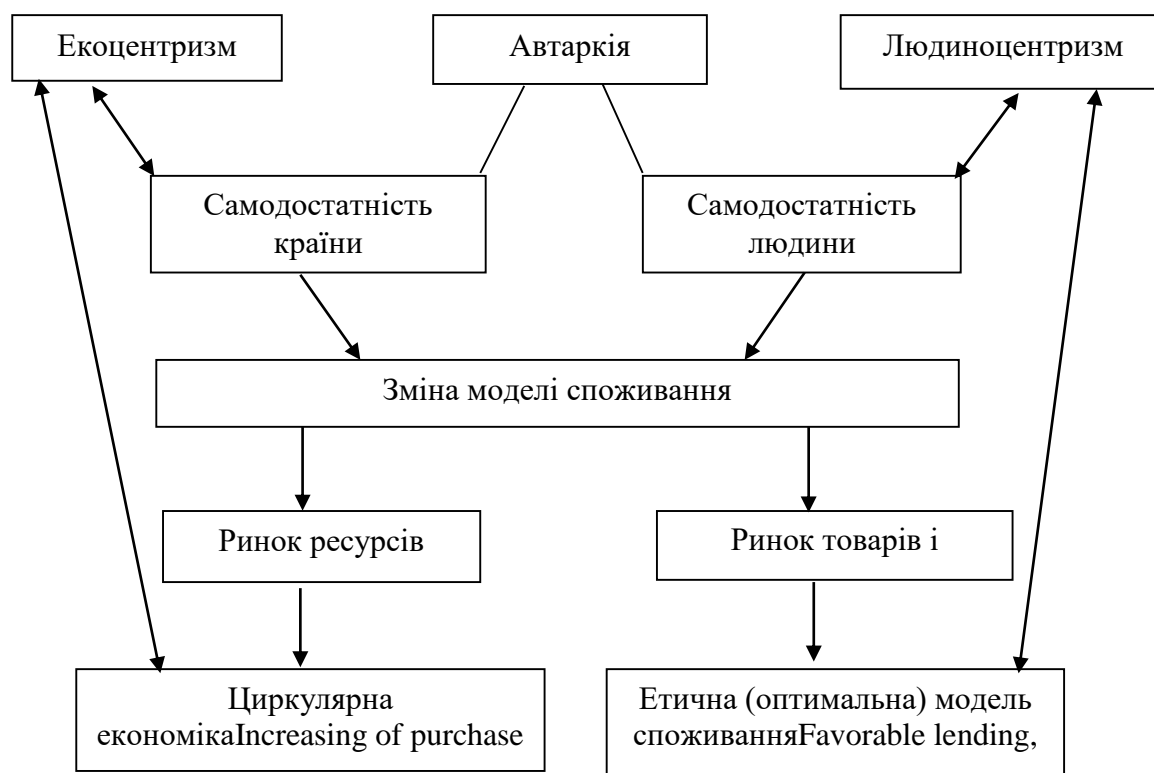 Екоцентризм
Автаркія
Людиноцентризм
Самодостатність
країни
Самодостатність
людини
Зміна моделі споживання
Ринок ресурсів
Ринок товарів і
Циркулярна
економікаIncreasing of purchase
Етична (оптимальна) модель
споживанняFavorable lending,